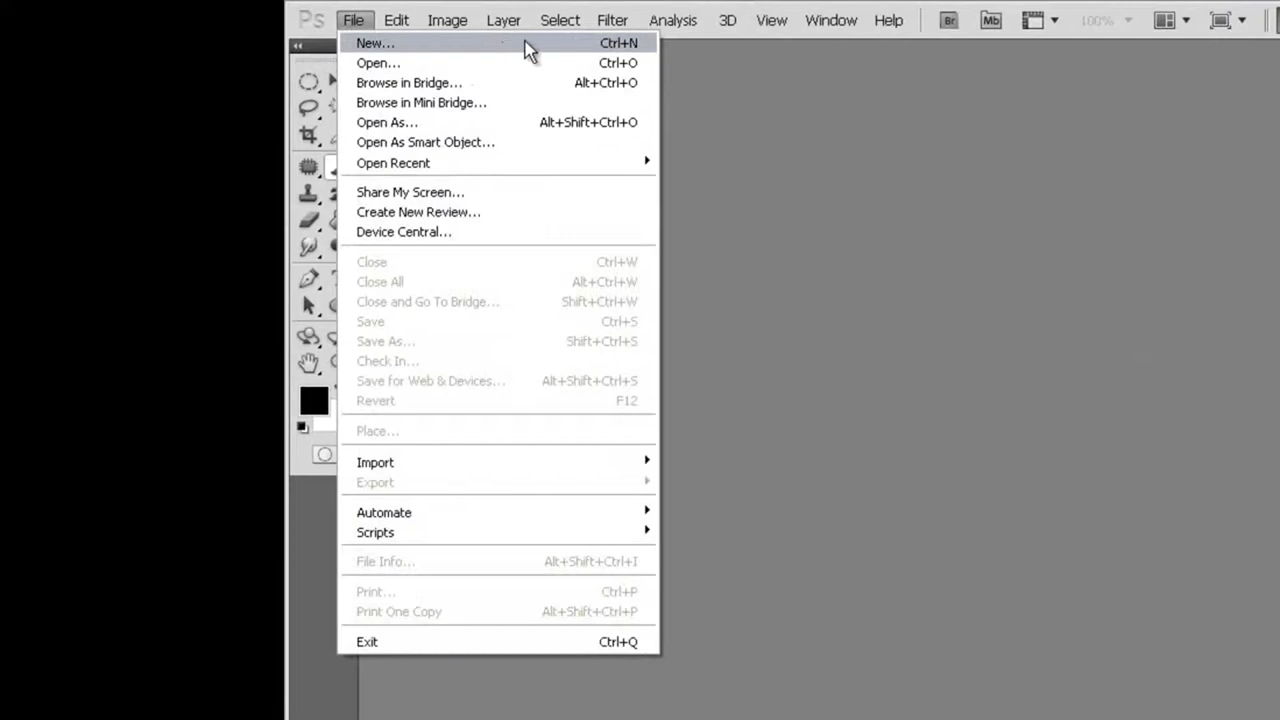 Ps File Edit Image Layer Select Filter Analysis 3D View Window Help Br Mb 100%
New... Ctrl+N
Open... Ctrl+O
Browse in Bridge... Alt+Ctrl+O
Browse in Mini Bridge...
Open As... Alt+Shift+Ctrl+O
Open As Smart Object...
Open Recent
Share My Screen...
Create New Review...
Device Central...
Close Ctrl+W
Close All Alt+Ctrl+W
Close and Go To Bridge... Shift+Ctrl+W
Save Ctrl+S
Save As... Shift+Ctrl+S
Check In...
Save for Web & Devices... Alt+Shift+Ctrl+S
Revert F12
Place...
Import
Export
Automate
Scripts
File Info... Alt+Shift+Ctrl+I
Print... Ctrl+P
Print One Copy Alt+Shift+Ctrl+P
Exit Ctrl+Q